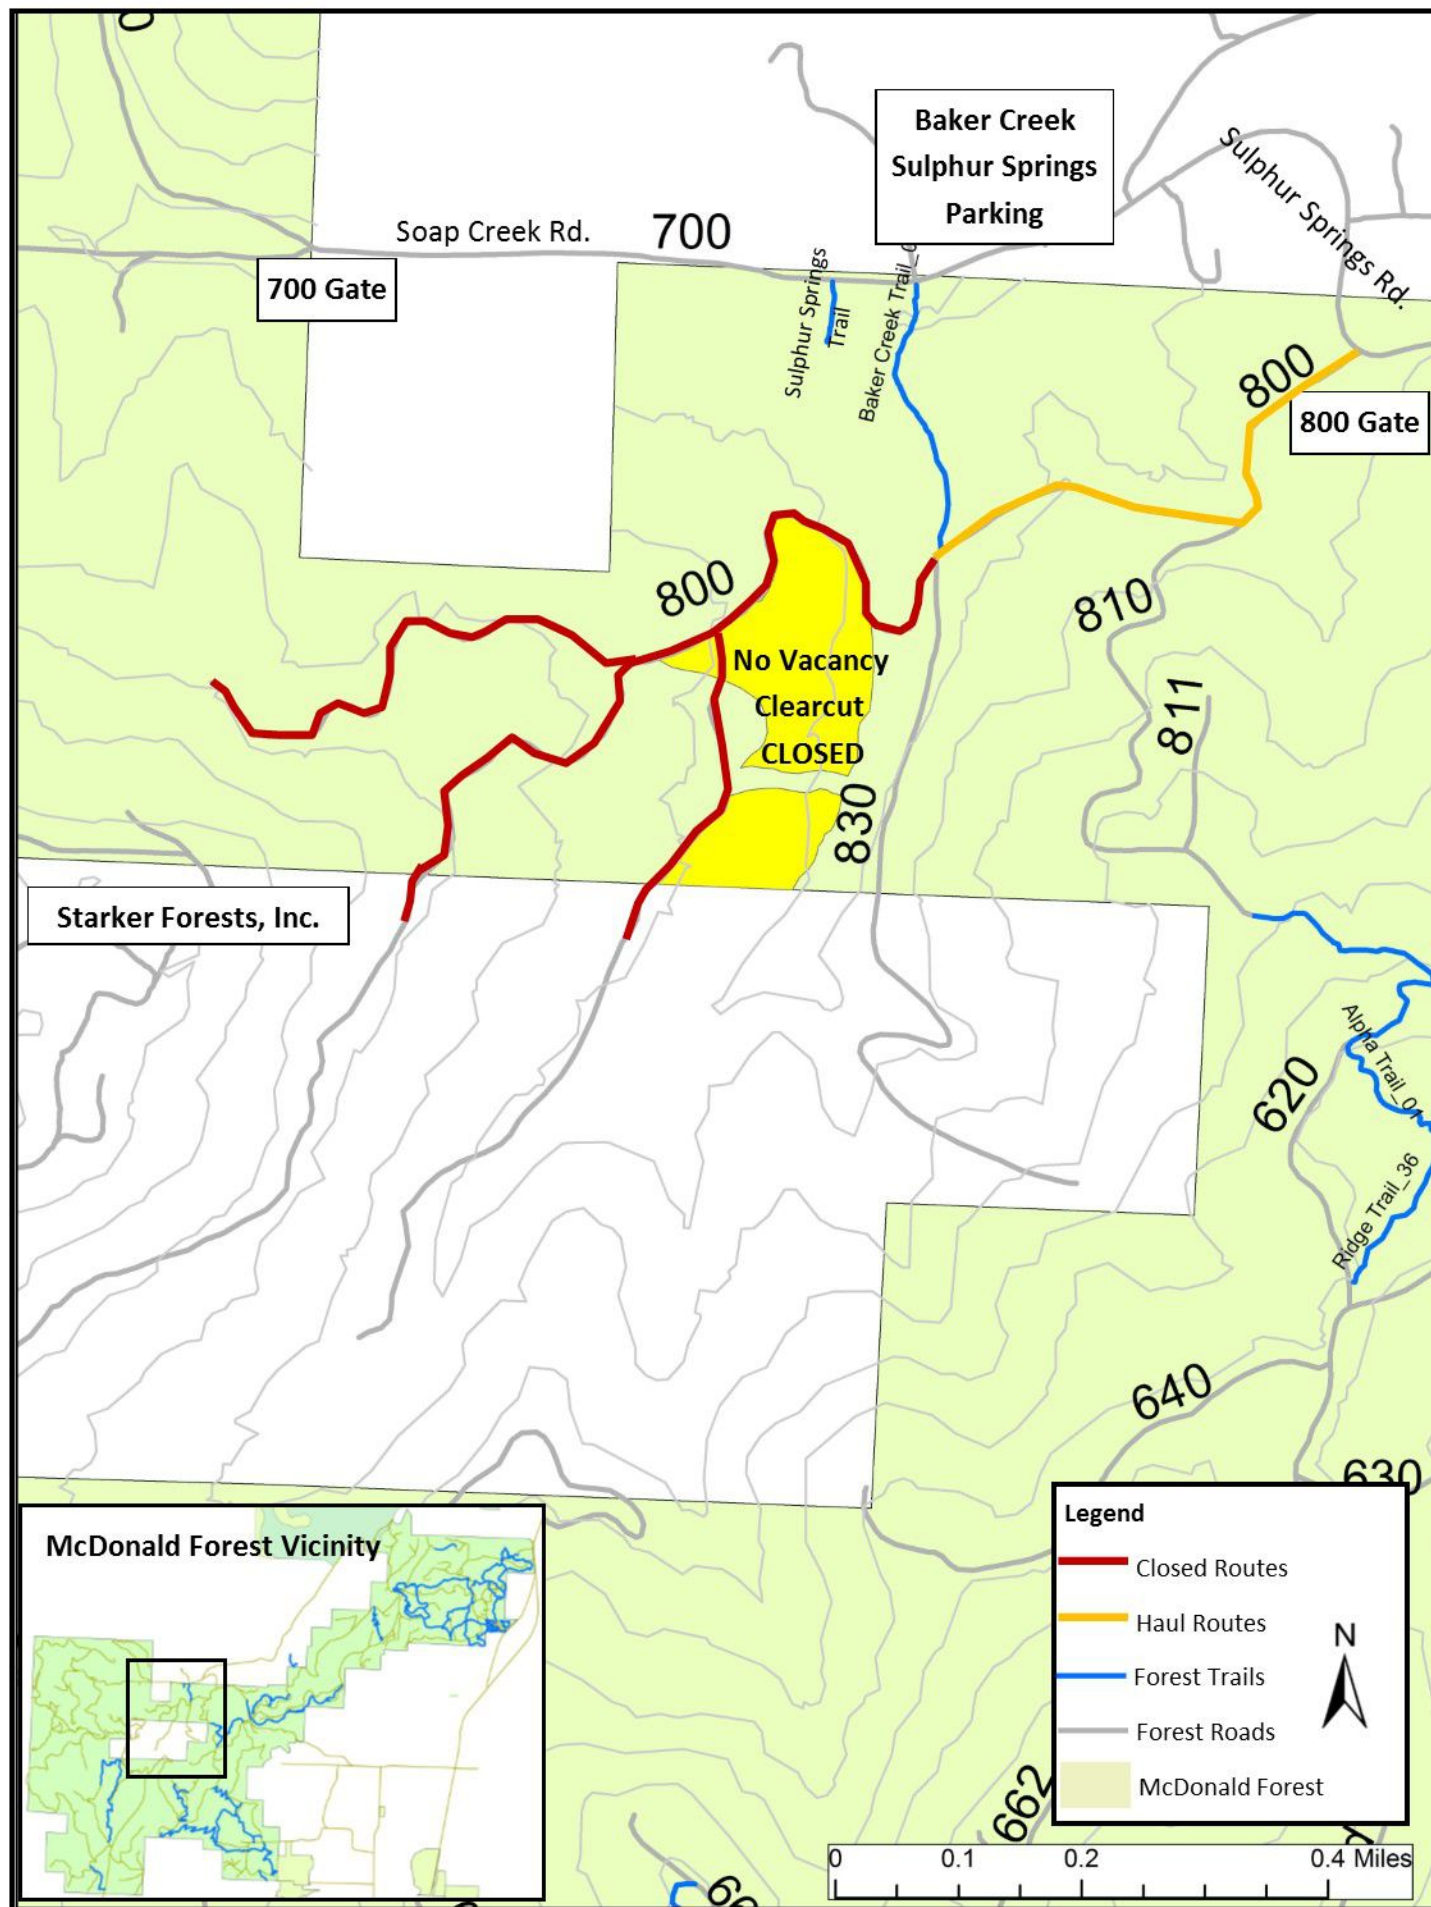 Baker Creek
Sulphur Springs
Parking
Sulphur Springs Rd.
Soap Creek Rd.
700
700 Gate
Sulphur Springs
Trail
Baker Creek Trail_
800
800 Gate
800
810
811
No Vacancy
Clearcut
CLOSED
830
Starker Forests, Inc.
Alpha Trail_01
620
Ridge Trail_36
640
630
McDonald Forest Vicinity
Legend
Closed Routes
Haul Routes
Forest Trails
Forest Roads
McDonald Forest
N
662
0 0.1 0.2 0.4 Miles